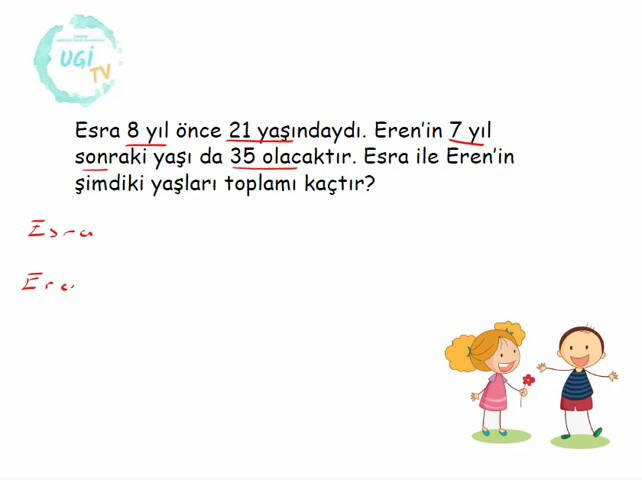 UGİ
TV
Esra 8 yıl önce 21 yaşındaydı. Eren'in 7 yıl
sonraki yaşı da 35 olacaktır. Esra ile Eren'in
şimdiki yaşları toplamı kaçtır?
Esra